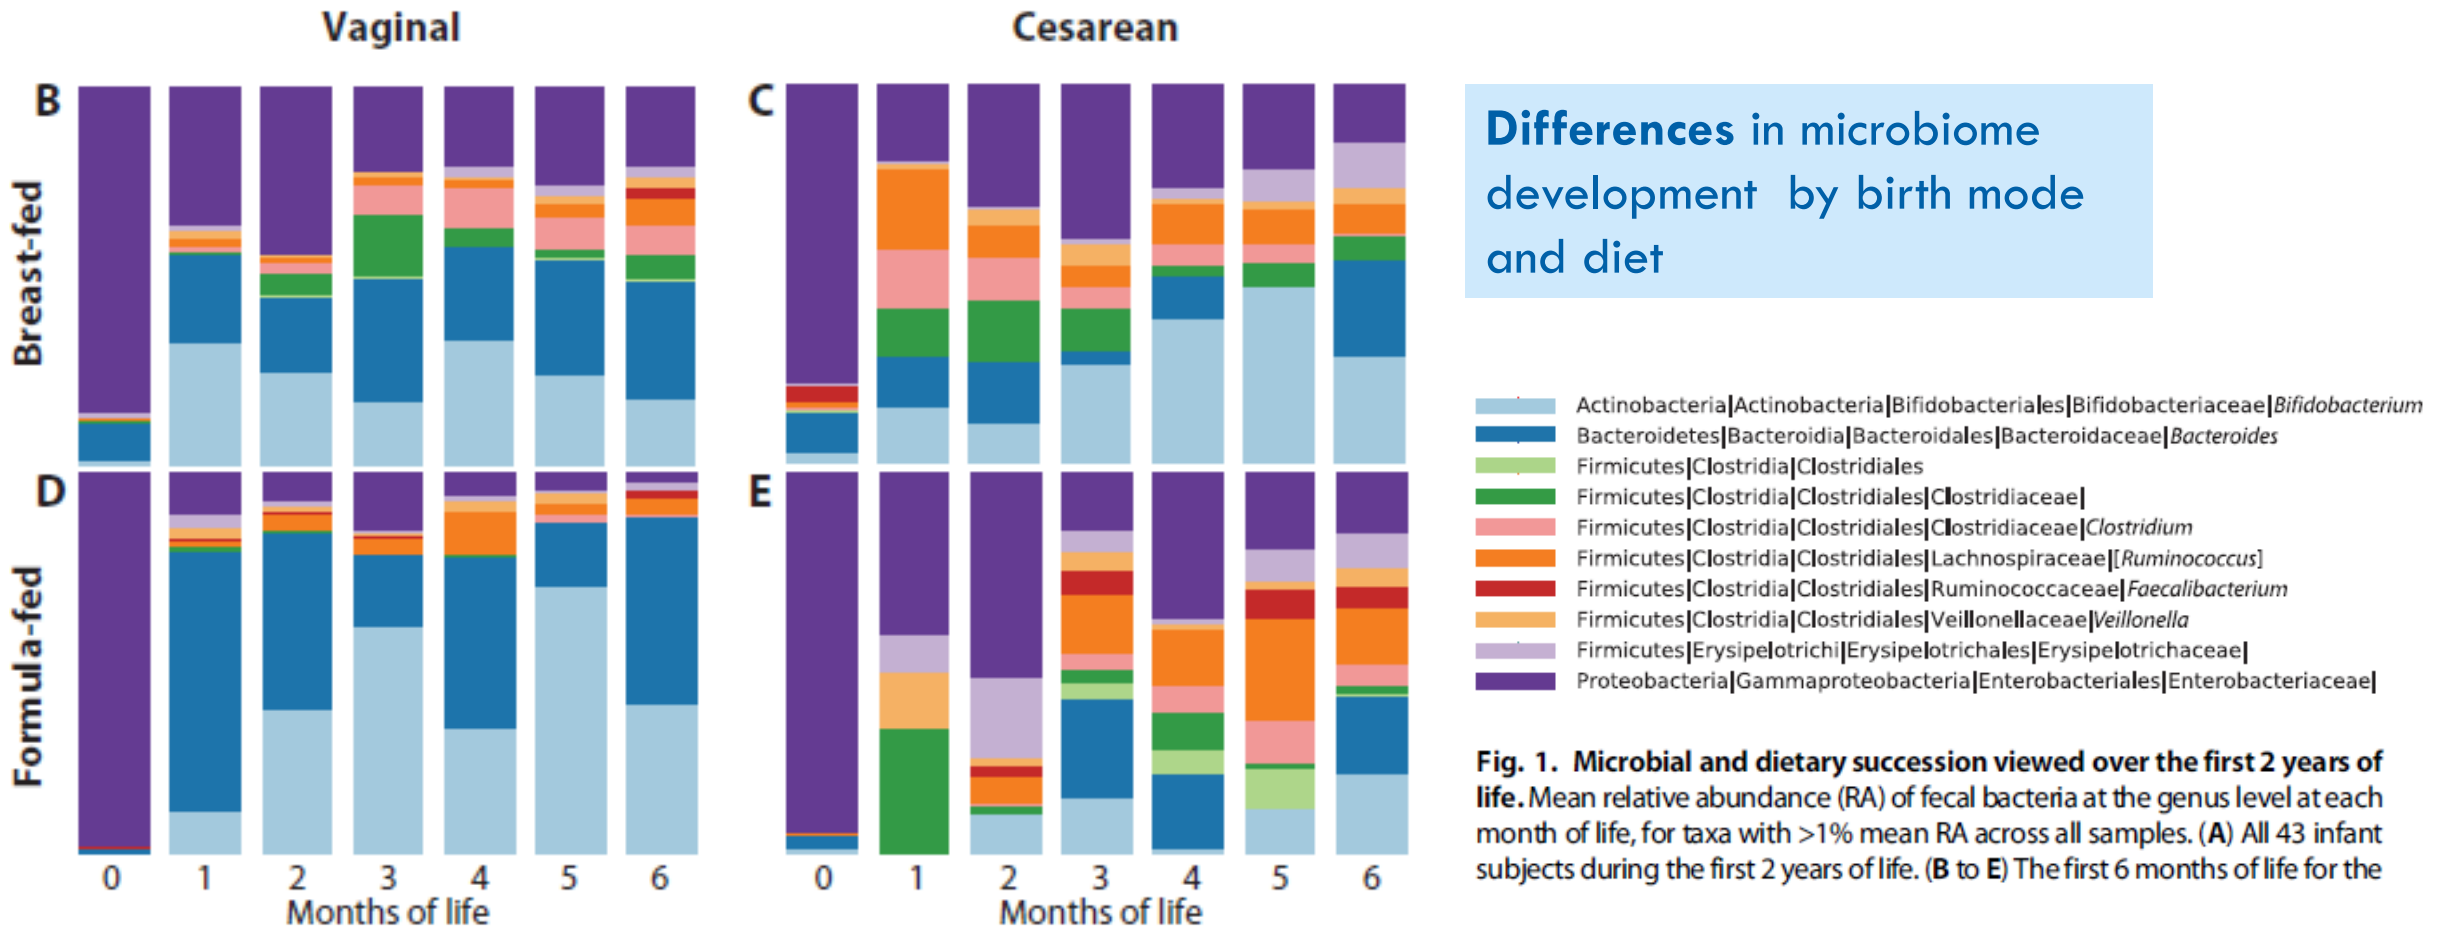 Vaginal
Cesarean
B
C
Breast-fed
Differences in microbiome
development by birth mode
and diet
D
E
Formula-fed
0 1 2 3 4 5 6
Months of life
0 1 2 3 4 5 6
Months of life
Actinobacteria|Actinobacteria|Bifidobacteriales|Bifidobacteriaceae|Bifidobacterium
Bacteroidetes|Bacteroidia|Bacteroidales|Bacteroidaceae|Bacteroides
Firmicutes|Clostridia|Clostridiales
Firmicutes|Clostridia|Clostridiales|Clostridiaceae|
Firmicutes|Clostridia|Clostridiales|Clostridiaceae|Clostridium
Firmicutes|Clostridia|Clostridiales|Lachnospiraceae|[Ruminococcus]
Firmicutes|Clostridia|Clostridiales|Ruminococcaceae|Faecalibacterium
Firmicutes|Clostridia|Clostridiales|Veillonellaceae|Veillonella
Firmicutes|Erysipelotrichi|Erysipelotrichales|Erysipelotrichaceae|
Proteobacteria|Gammaproteobacteria|Enterobacteriales|Enterobacteriaceae|
Fig. 1. Microbial and dietary succession viewed over the first 2 years of
life. Mean relative abundance (RA) of fecal bacteria at the genus level at each
month of life, for taxa with >1% mean RA across all samples. (A) All 43 infant
subjects during the first 2 years of life. (B to E) The first 6 months of life for the